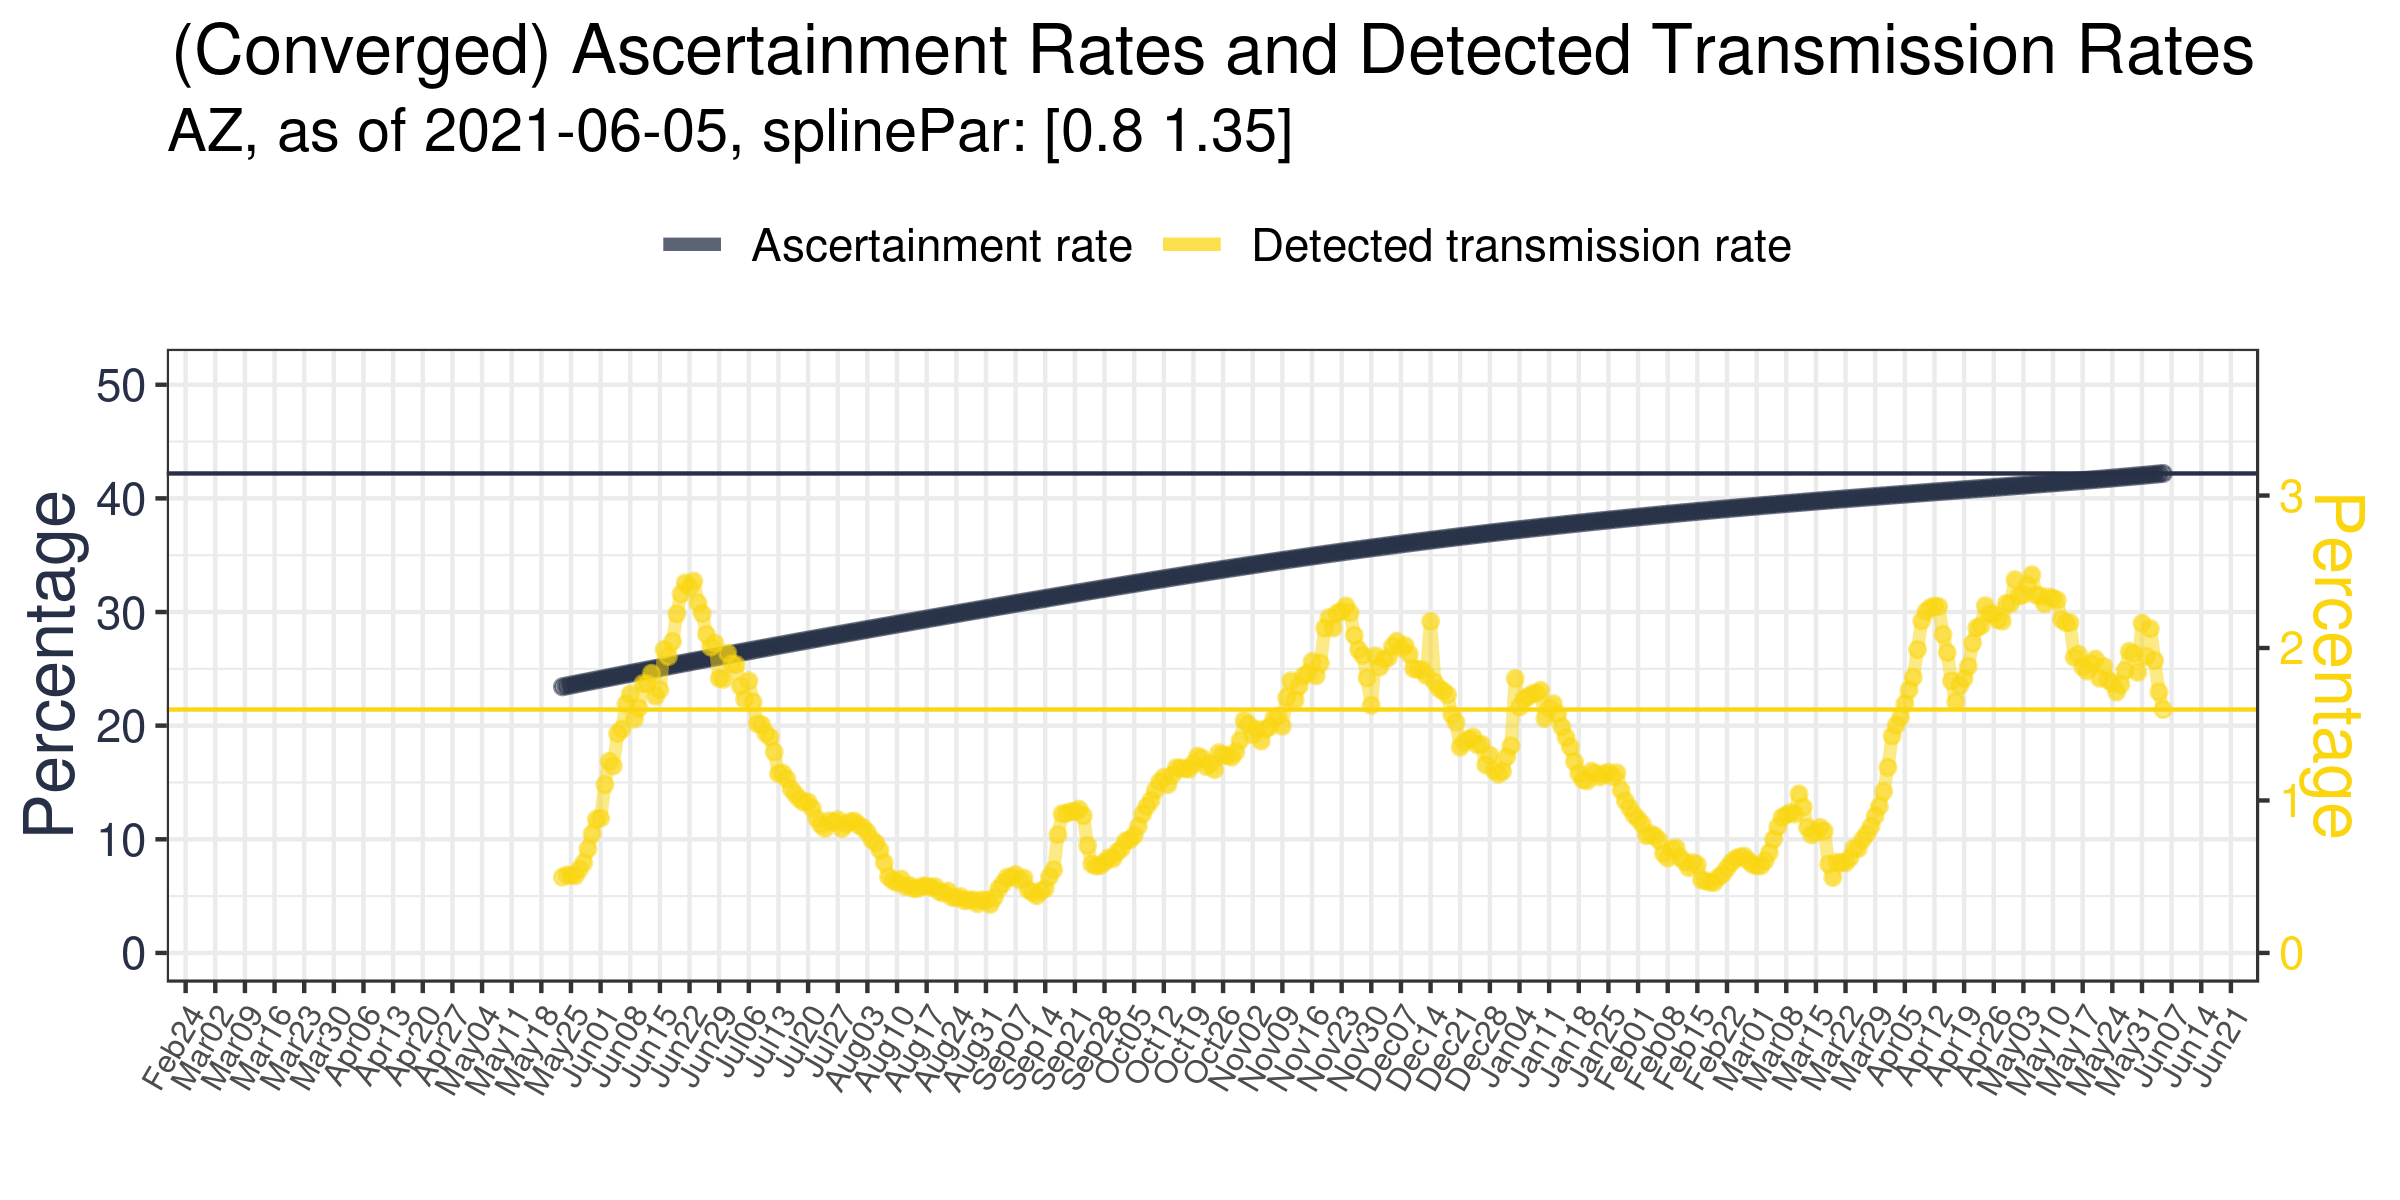 (Converged) Ascertainment Rates and Detected Transmission Rates
AZ, as of 2021-06-05, splinePar: [0.8 1.35]
Ascertainment rate Detected transmission rate
Percentage
50
40
30
20
10
0
3
2
1
0
Percentage
Feb24
Mar02
Mar09
Mar16
Mar23
Mar30
Apr06
Apr13
Apr20
Apr27
May04
May11
May18
May25
Jun01
Jun08
Jun15
Jun22
Jun29
Jul06
Jul13
Jul20
Jul27
Aug03
Aug10
Aug17
Aug24
Aug31
Sep07
Sep14
Sep21
Sep28
Oct05
Oct12
Oct19
Oct26
Nov02
Nov09
Nov16
Nov23
Nov30
Dec07
Dec14
Dec21
Dec28
Jan04
Jan11
Jan18
Jan25
Feb01
Feb08
Feb15
Feb22
Mar01
Mar08
Mar15
Mar22
Mar29
Apr05
Apr12
Apr19
Apr26
May03
May10
May17
May24
May31
Jun07
Jun14
Jun21